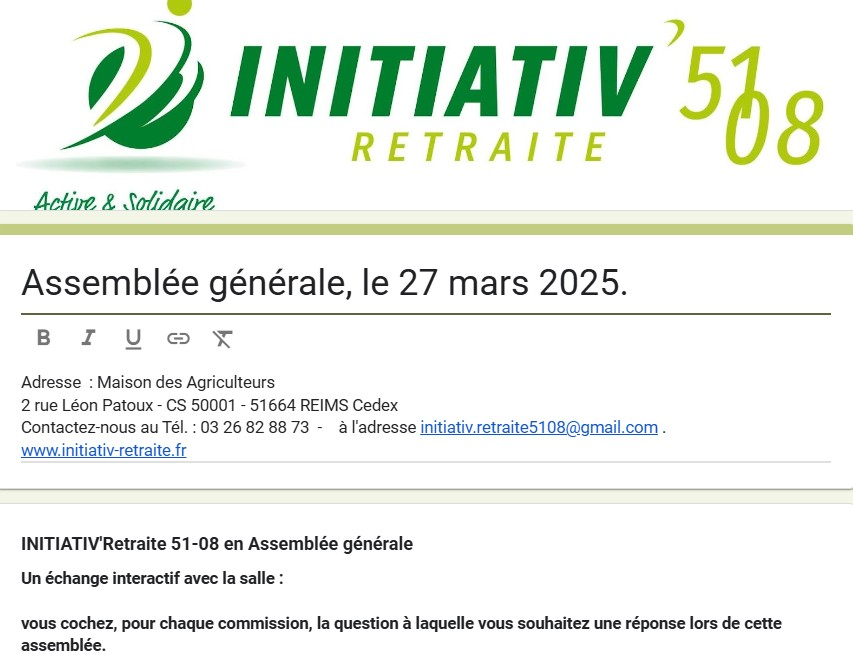 INITIATIV'51
RETRAITE 08
Active & Solidaire
Assemblée générale, le 27 mars 2025.
B I U
Adresse : Maison des Agriculteurs
2 rue Léon Patoux - CS 50001 - 51664 REIMS Cedex
Contactez-nous au Tél. : 03 26 82 88 73 - à l'adresse initiativ.retraite5108@gmail.com .
www.initiativ-retraite.fr
INITIATIV'Retraite 51-08 en Assemblée générale
Un échange interactif avec la salle :
vous cochez, pour chaque commission, la question à laquelle vous souhaitez une réponse lors de cette
assemblée.